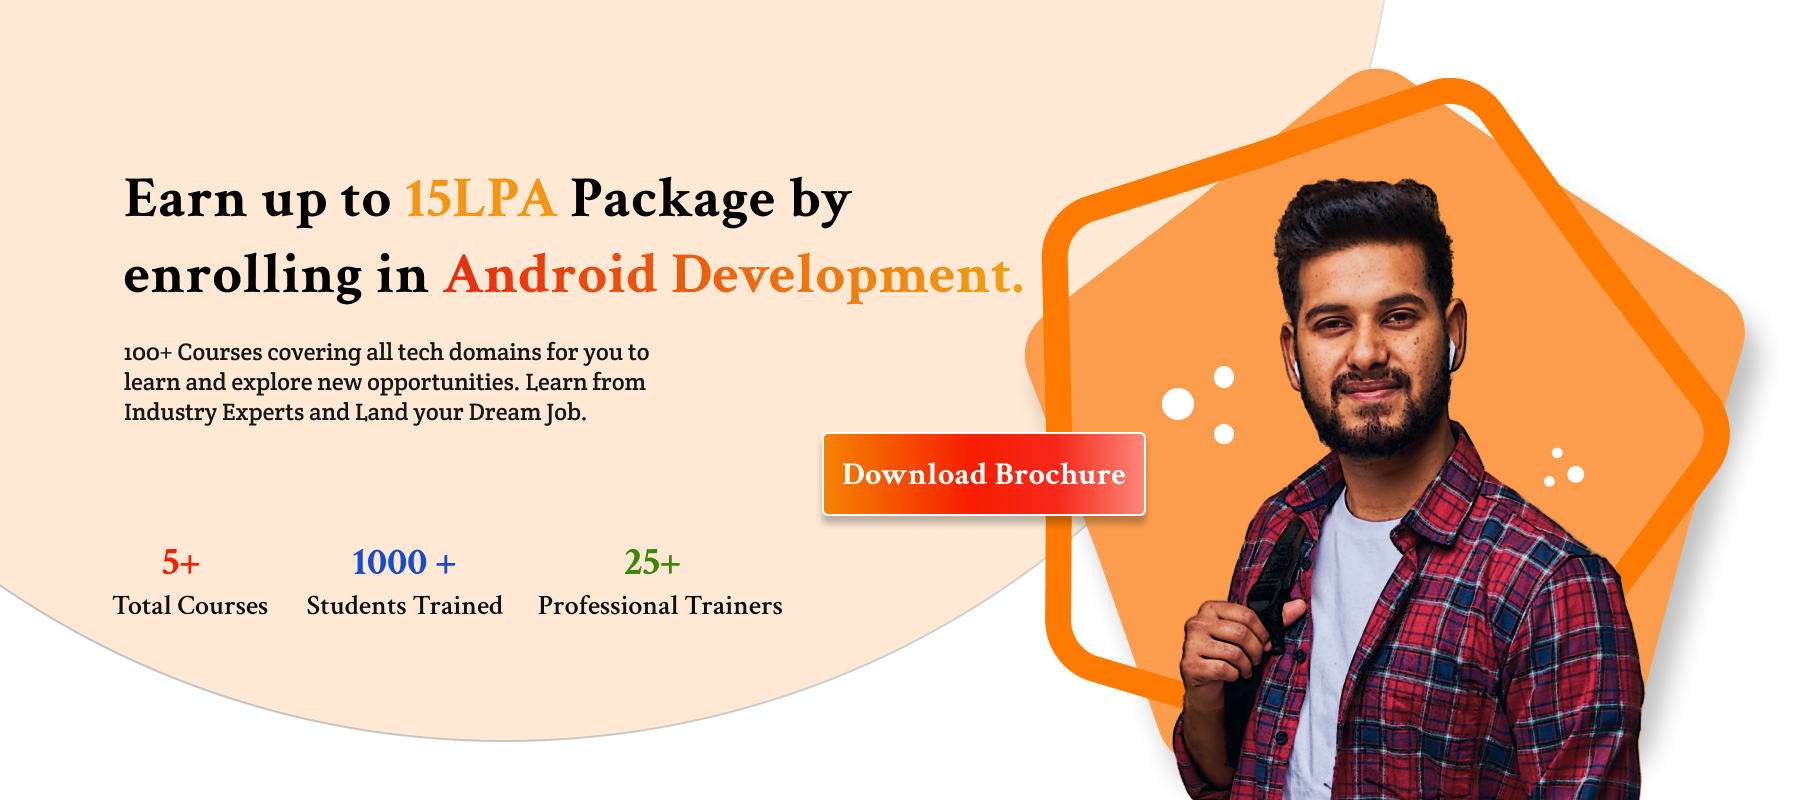 Earn up to 15LPA Package by
enrolling in Android Development.
100+ Courses covering all tech domains for you to
learn and explore new opportunities. Learn from
Industry Experts and Land your Dream Job.
Download Brochure
5+
Total Courses
1000 +
Students Trained
25+
Professional Trainers